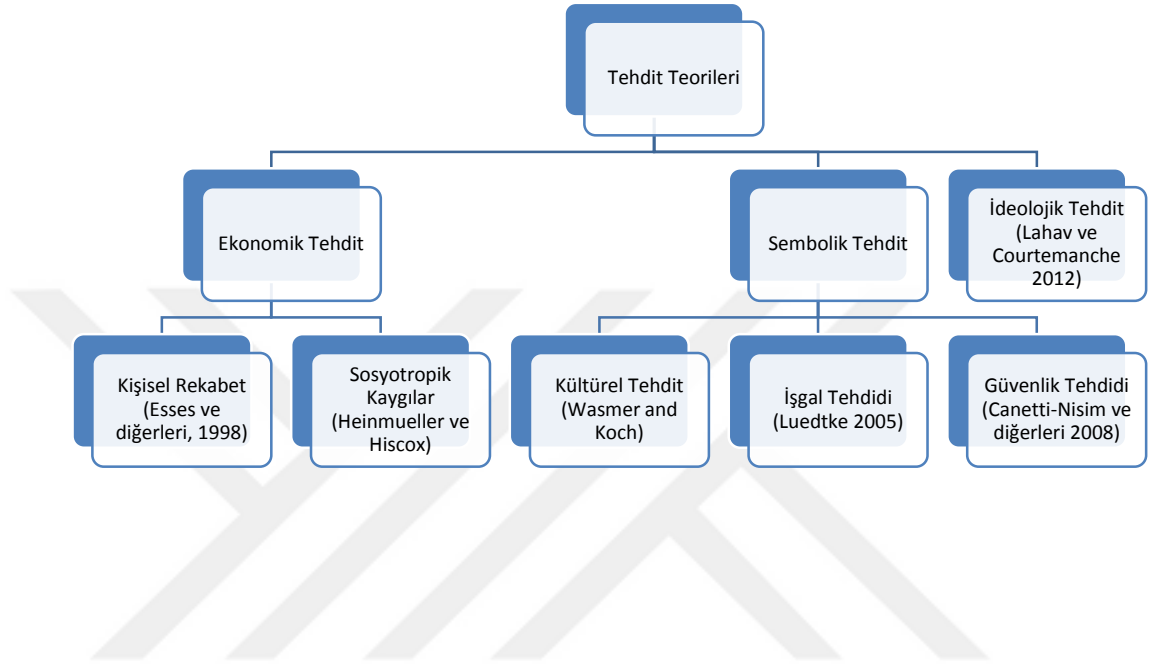 Tehdit Teorileri
Ekonomik Tehdit
Sembolik Tehdit
İdeolojik Tehdit
(Lahav ve
Courtemanche
2012)
Kişisel Rekabet
(Esses ve
diğerleri, 1998)
Sosyotropik
Kaygılar
(Heinmueller ve
Hiscox)
Kültürel Tehdit
(Wasmer and
Koch)
İşgal Tehdidi
(Luedtke 2005)
Güvenlik Tehdidi
(Canetti-Nisim ve
diğerleri 2008)